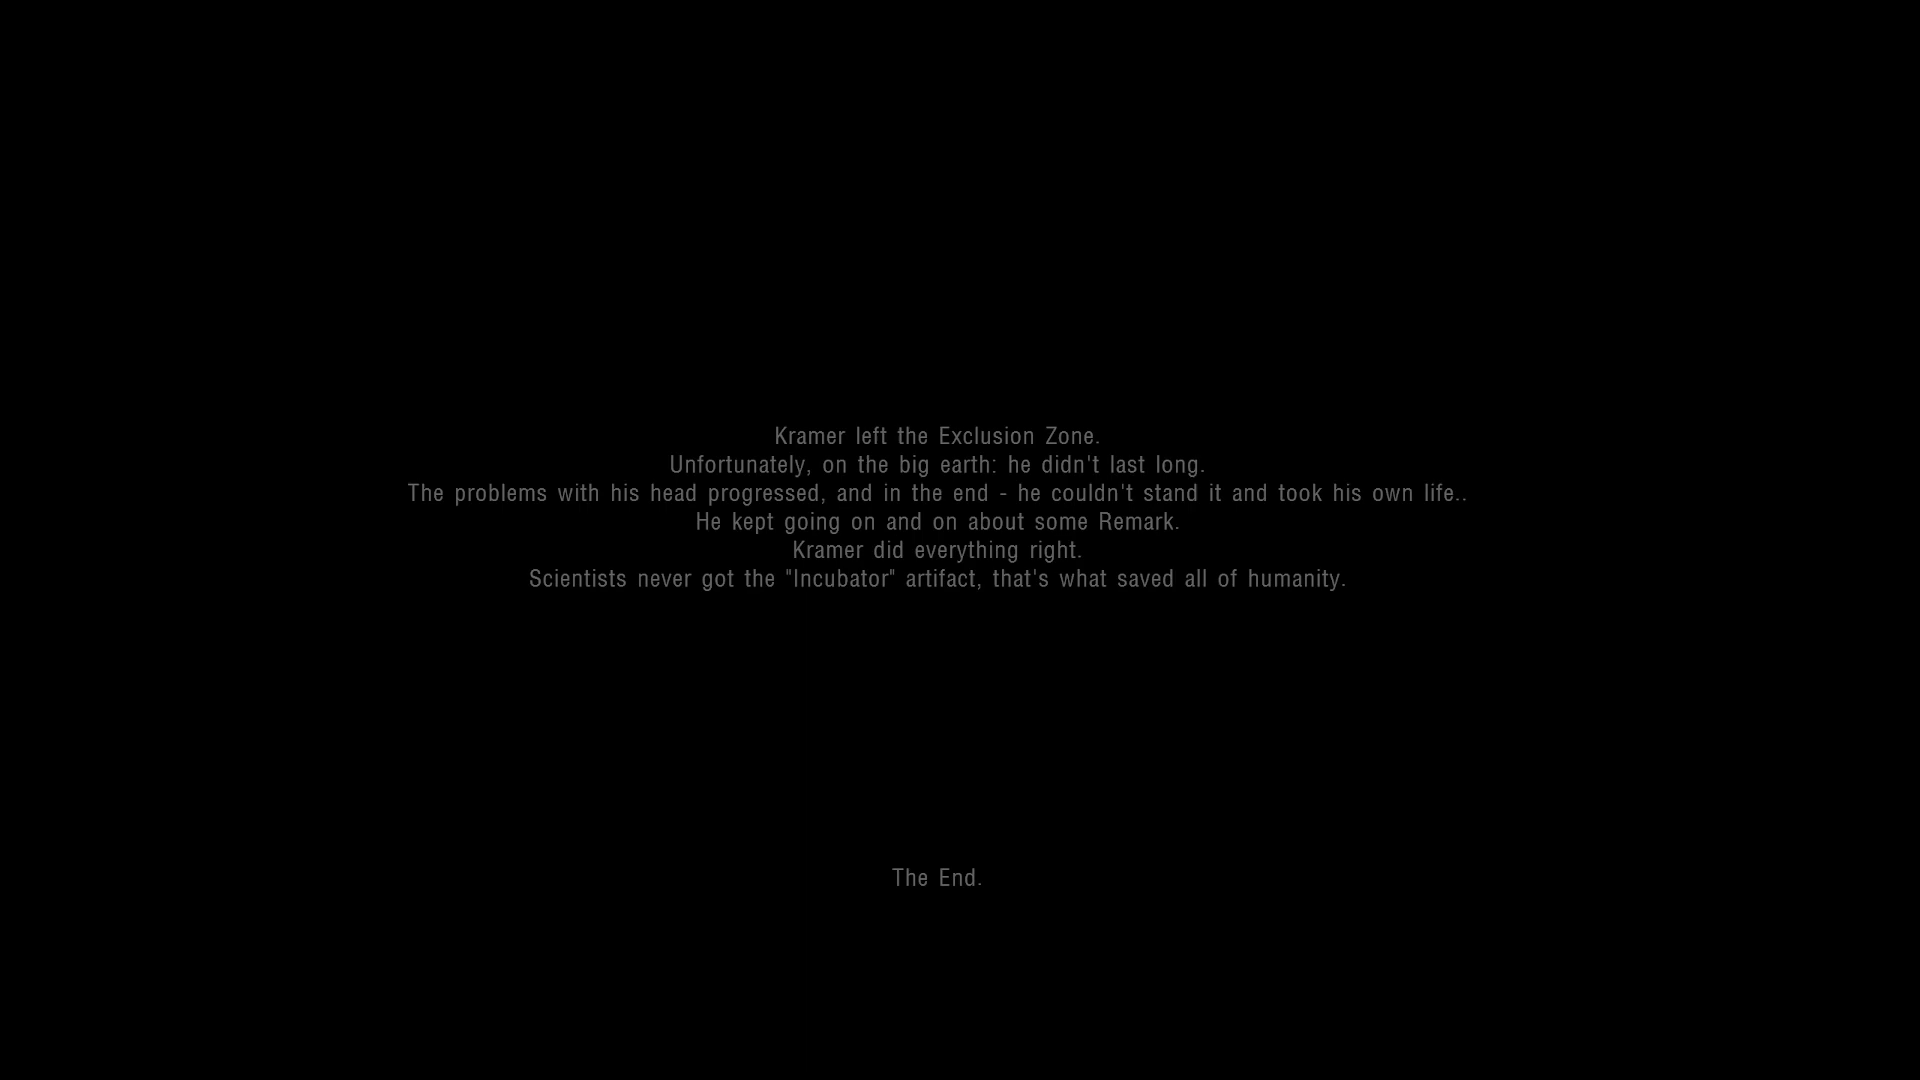 Kramer left the Exclusion Zone.
Unfortunately, on the big earth: he didn't last long.
The problems with his head progressed, and in the end - he couldn't stand it and took his own life..
He kept going on and on about some Remark.
Kramer did everything right.
Scientists never got the "Incubator" artifact, that's what saved all of humanity.
The End.